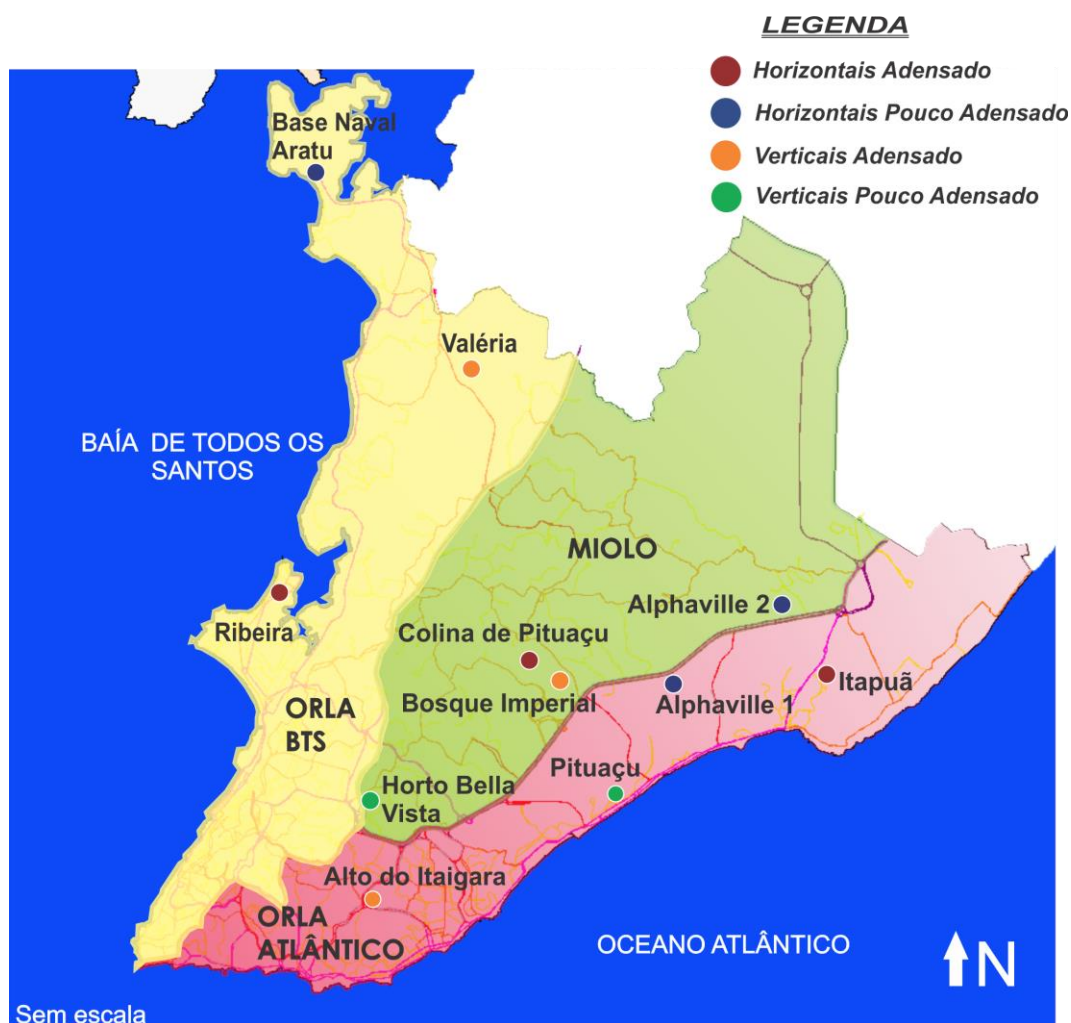 LEGENDA
Horizontais Adensado
Horizontais Pouco Adensado
Verticais Adensado
Verticais Pouco Adensado
Base Naval
Aratu
Valéria
BAÍA DE TODOS OS
SANTOS
MIOLO
Alphaville 2
Ribeira
Colina de Pituaçu
Itapuã
Bosque Imperial
Alphaville 1
ORLA
BTS
Pituaçu
Horto Bella
Vista
Alto do Itaigara
ORLA
ATLÂNTICO
OCEANO ATLÂNTICO
N
Sem escala